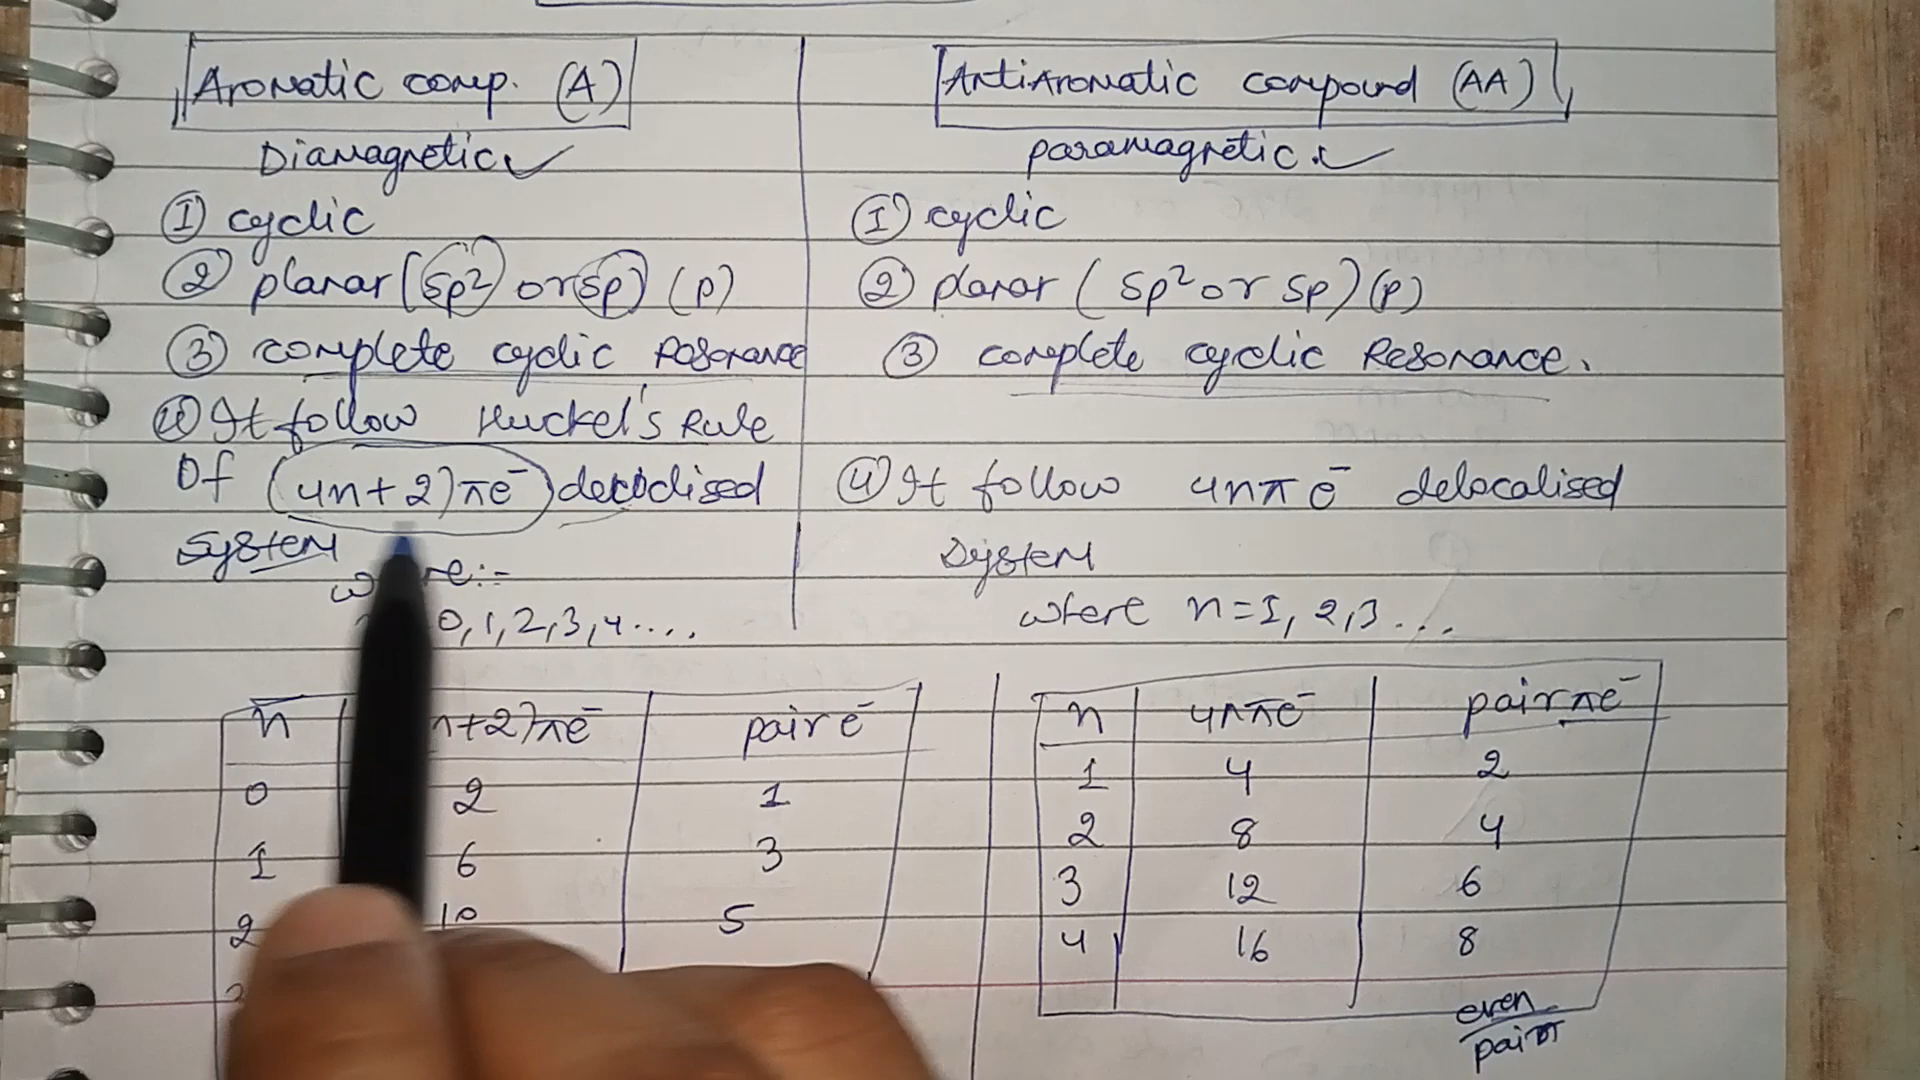 Aromatic comp. (A)
Diamagnetic
① cyclic
② planar (sp² or sp) (p)
③ complete cyclic Resonance
④ It follow Huckel's Rule
Of (4n+2)πe⁻ delocalised
System
0,1,2,3,4....
n πe⁻ pair e⁻
0 2 1
1 6 3
2 10 5
AntiAromatic compound (AA)
paramagnetic.
① cyclic
② planar (sp² or sp) (p)
③ complete cyclic Resonance.
④ It follow 4nπ e⁻ delocalised
System
where n=1, 2,3...
n 4nπe⁻ pair πe⁻
1 4 2
2 8 4
3 12 6
4 16 8
even
pair